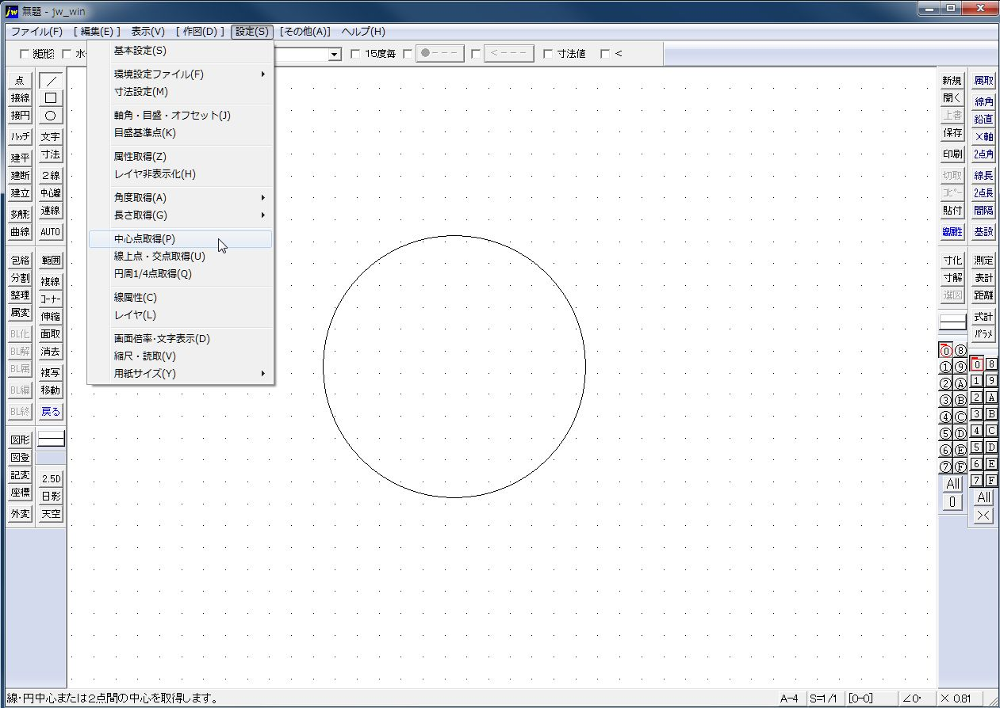 無題 - jw_win
ファイル(F) [ 編集(E) ] 表示(V) [ 作図(D) ] 設定(S) [その他(A)] ヘルプ(H)
矩形 水 15度毎 ●--- <--- 寸法値 <
基本設定(S)
環境設定ファイル(F)
寸法設定(M)
軸角・目盛・オフセット(J)
目盛基準点(K)
属性取得(Z)
レイヤ非表示化(H)
角度取得(A)
長さ取得(G)
中心点取得(P)
線上点・交点取得(U)
円周1/4点取得(Q)
線属性(C)
レイヤ(L)
画面倍率･文字表示(D)
縮尺・読取(V)
用紙サイズ(Y)
点 ／
接線 □
接円 ○
ハッチ 文字
建平 寸法
建断 2線
建立 中心線
多角形 連線
曲線 AUTO
包絡 範囲
分割 複線
整理 コーナー
属変 伸縮
BL化 面取
BL解 消去
BL属 複写
BL編 移動
BL終 戻る
図形
図登
記変 2.5D
座標 日影
外変 天空
新規 属取
開く 線角
上書 鉛直
保存 X軸
印刷 2点角
切取 線長
コピー 2点長
貼付 間隔
線属性 基設
寸化 測定
寸解 表計
選図 距離
式計
パラメ
0 8
1 9
2 A
3 B
4 C
5 D
6 E
7 F
All
0
0 8
1 9
2 A
3 B
4 C
5 D
6 E
7 F
All
×
線･円中心または2点間の中心を取得します。
A-4 S=1/1 [0-0] ∠0° × 0.81